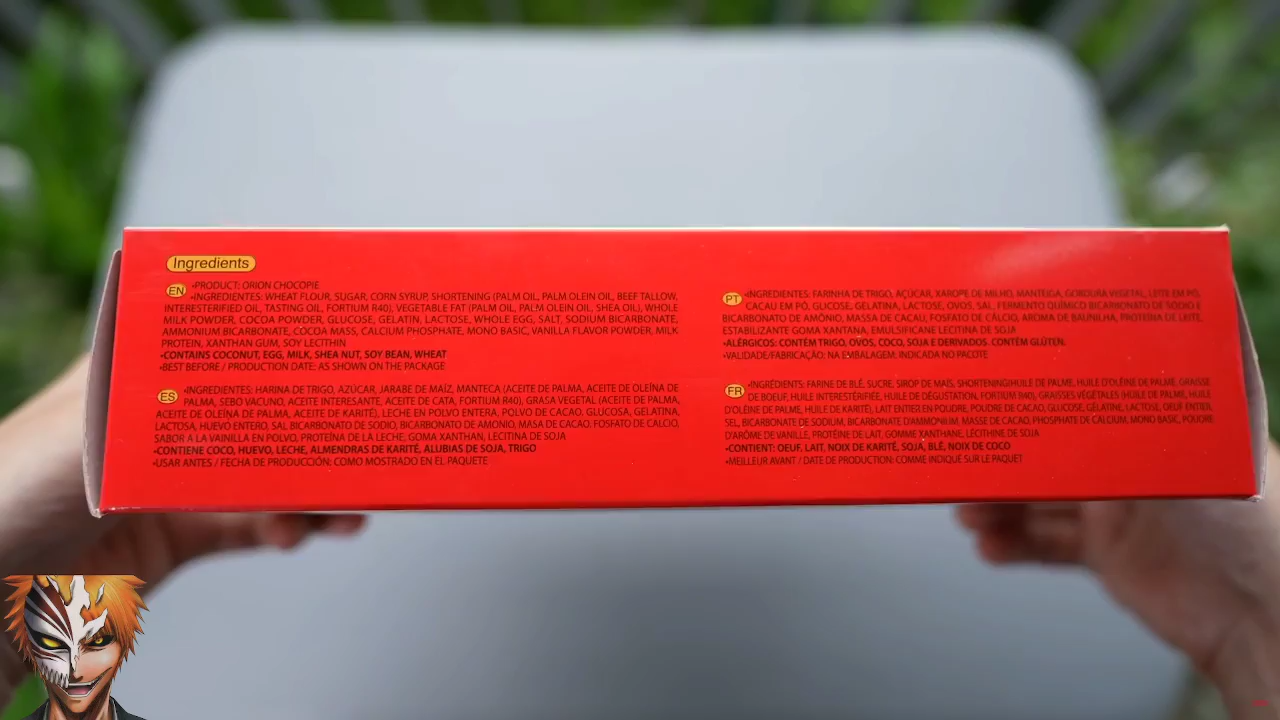 Ingredients
EN •PRODUCT: ORION CHOCOPIE
•INGREDIENTES: WHEAT FLOUR, SUGAR, CORN SYRUP, SHORTENING (PALM OIL, PALM OLEIN OIL, BEEF TALLOW,
INTERESTERIFIED OIL, TASTING OIL, FORTIUM R40), VEGETABLE FAT (PALM OIL, PALM OLEIN OIL, SHEA OIL), WHOLE
MILK POWDER, COCOA POWDER, GLUCOSE, GELATIN, LACTOSE, WHOLE EGG, SALT, SODIUM BICARBONATE,
AMMONIUM BICARBONATE, COCOA MASS, CALCIUM PHOSPHATE, MONO BASIC, VANILLA FLAVOR POWDER, MILK
PROTEIN, XANTHAN GUM, SOY LECITHIN
•CONTAINS COCONUT, EGG, MILK, SHEA NUT, SOY BEAN, WHEAT
•BEST BEFORE / PRODUCTION DATE: AS SHOWN ON THE PACKAGE
ES •INGREDIENTES: HARINA DE TRIGO, AZÚCAR, JARABE DE MAÍZ, MANTECA (ACEITE DE PALMA, ACEITE DE OLEÍNA DE
PALMA, SEBO VACUNO, ACEITE INTERESANTE, ACEITE DE CATA, FORTIUM R40), GRASA VEGETAL (ACEITE DE PALMA,
ACEITE DE OLEÍNA DE PALMA, ACEITE DE KARITÉ), LECHE EN POLVO ENTERA, POLVO DE CACAO, GLUCOSA, GELATINA,
LACTOSA, HUEVO ENTERO, SAL BICARBONATO DE SODIO, BICARBONATO DE AMONIO, MASA DE CACAO, FOSFATO DE CALCIO,
SABOR A LA VAINILLA EN POLVO, PROTEÍNA DE LA LECHE, GOMA XANTHAN, LECITINA DE SOJA
•CONTIENE COCO, HUEVO, LECHE, ALMENDRAS DE KARITÉ, ALUBIAS DE SOJA, TRIGO
•USAR ANTES / FECHA DE PRODUCCIÓN: COMO MOSTRADO EN EL PAQUETE
PT •INGREDIENTES: FARINHA DE TRIGO, AÇÚCAR, XAROPE DE MILHO, MANTEIGA, GORDURA VEGETAL, LEITE EM PÓ,
CACAU EM PÓ, GLUCOSE, GELATINA, LACTOSE, OVOS, SAL, FERMENTO QUÍMICO BICARBONATO DE SÓDIO E
BICARBONATO DE AMÔNIO, MASSA DE CACAU, FOSFATO DE CÁLCIO, AROMA DE BAUNILHA, PROTEÍNA DE LEITE,
ESTABILIZANTE GOMA XANTANA, EMULSIFICANE LECITINA DE SOJA
•ALÉRGICOS: CONTÉM TRIGO, OVOS, COCO, SOJA E DERIVADOS. CONTÉM GLÚTEN.
•VALIDADE/FABRICAÇÃO: NA EMBALAGEM: INDICADA NO PACOTE
FR •INGRÉDIENTS: FARINE DE BLÉ, SUCRE, SIROP DE MAIS, SHORTENING(HUILE DE PALME, HUILE D'OLÉINE DE PALME, GRAISSE
DE BOEUF, HUILE INTERESTÉRIFIÉE, HUILE DE DÉGUSTATION, FORTIUM R40), GRAISSES VÉGÉTALES (HUILE DE PALME, HUILE
D'OLÉINE DE PALME, HUILE DE KARITÉ), LAIT ENTIER EN POUDRE, POUDRE DE CACAO, GLUCOSE, GÉLATINE, LACTOSE, OEUF ENTIER,
SEL, BICARBONATE DE SODIUM, BICARBONATE D'AMMONIUM, MASSE DE CACAO, PHOSPHATE DE CALCIUM, MONO BASIC, POUDRE
D'ARÔME DE VANILLE, PROTÉINE DE LAIT, GOMME XANTHANE, LÉCITHINE DE SOJA
•CONTIENT: OEUF, LAIT, NOIX DE KARITÉ, SOJA, BLÉ, NOIX DE COCO
•MEILLEUR AVANT / DATE DE PRODUCTION: COMME INDIQUÉ SUR LE PAQUET